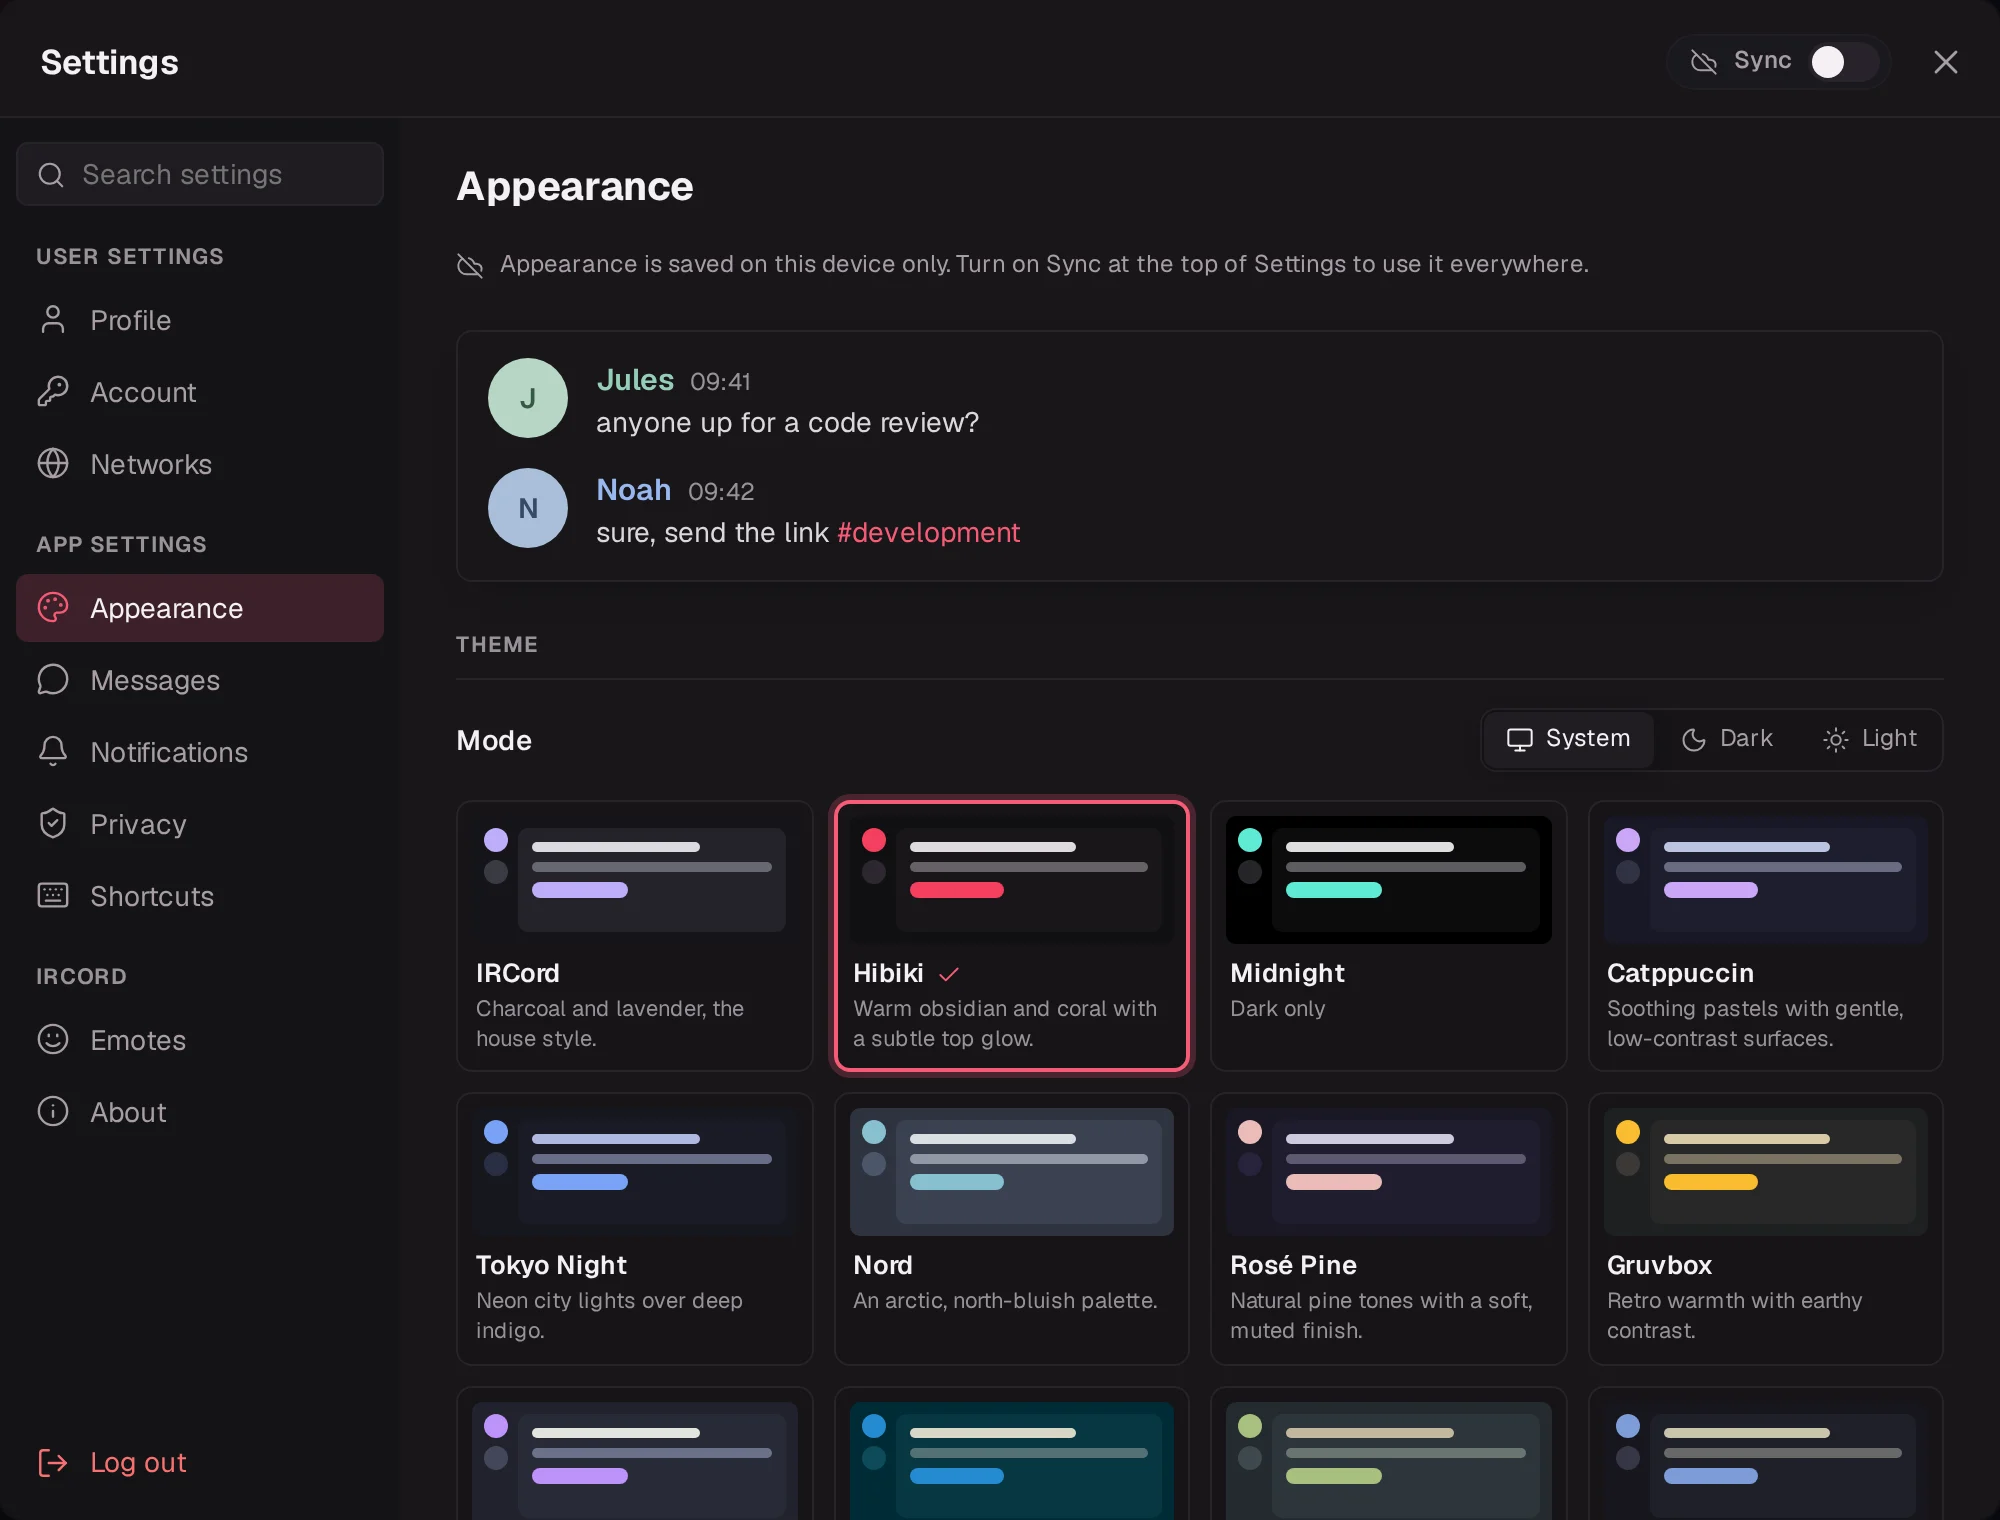 Settings
Sync
Search settings
USER SETTINGS
Profile
Account
Networks
APP SETTINGS
Appearance
Messages
Notifications
Privacy
Shortcuts
IRCORD
Emotes
About
Log out
Appearance
Appearance is saved on this device only. Turn on Sync at the top of Settings to use it everywhere.
J
Jules 09:41
anyone up for a code review?
N
Noah 09:42
sure, send the link #development
THEME
Mode
System
Dark
Light
IRCord
Charcoal and lavender, the
house style.
Hibiki
Warm obsidian and coral with
a subtle top glow.
Midnight
Dark only
Catppuccin
Soothing pastels with gentle,
low-contrast surfaces.
Tokyo Night
Neon city lights over deep
indigo.
Nord
An arctic, north-bluish palette.
Rosé Pine
Natural pine tones with a soft,
muted finish.
Gruvbox
Retro warmth with earthy
contrast.